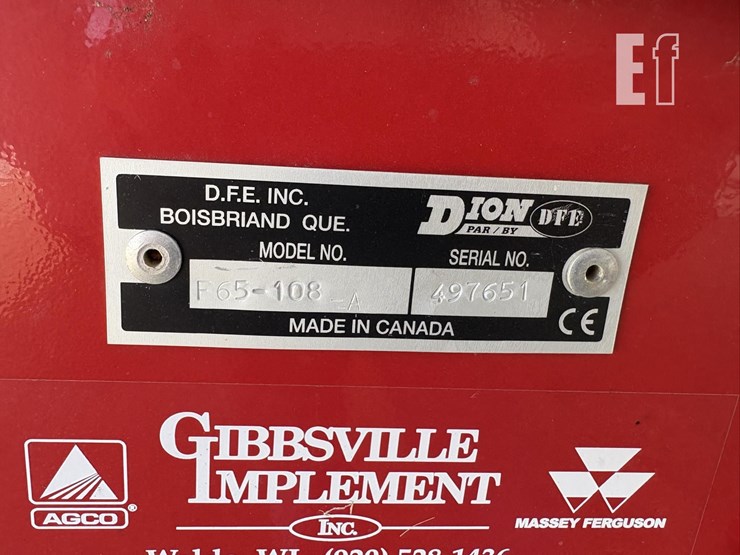 Ef
D.F.E. INC.
BOISBRIAND QUE.
DION DFE
PAR / BY
MODEL NO.
SERIAL NO.
F65-108-A
497651
MADE IN CANADA
CE
GIBBSVILLE
IMPLEMENT
INC.
AGCO®
MASSEY FERGUSON